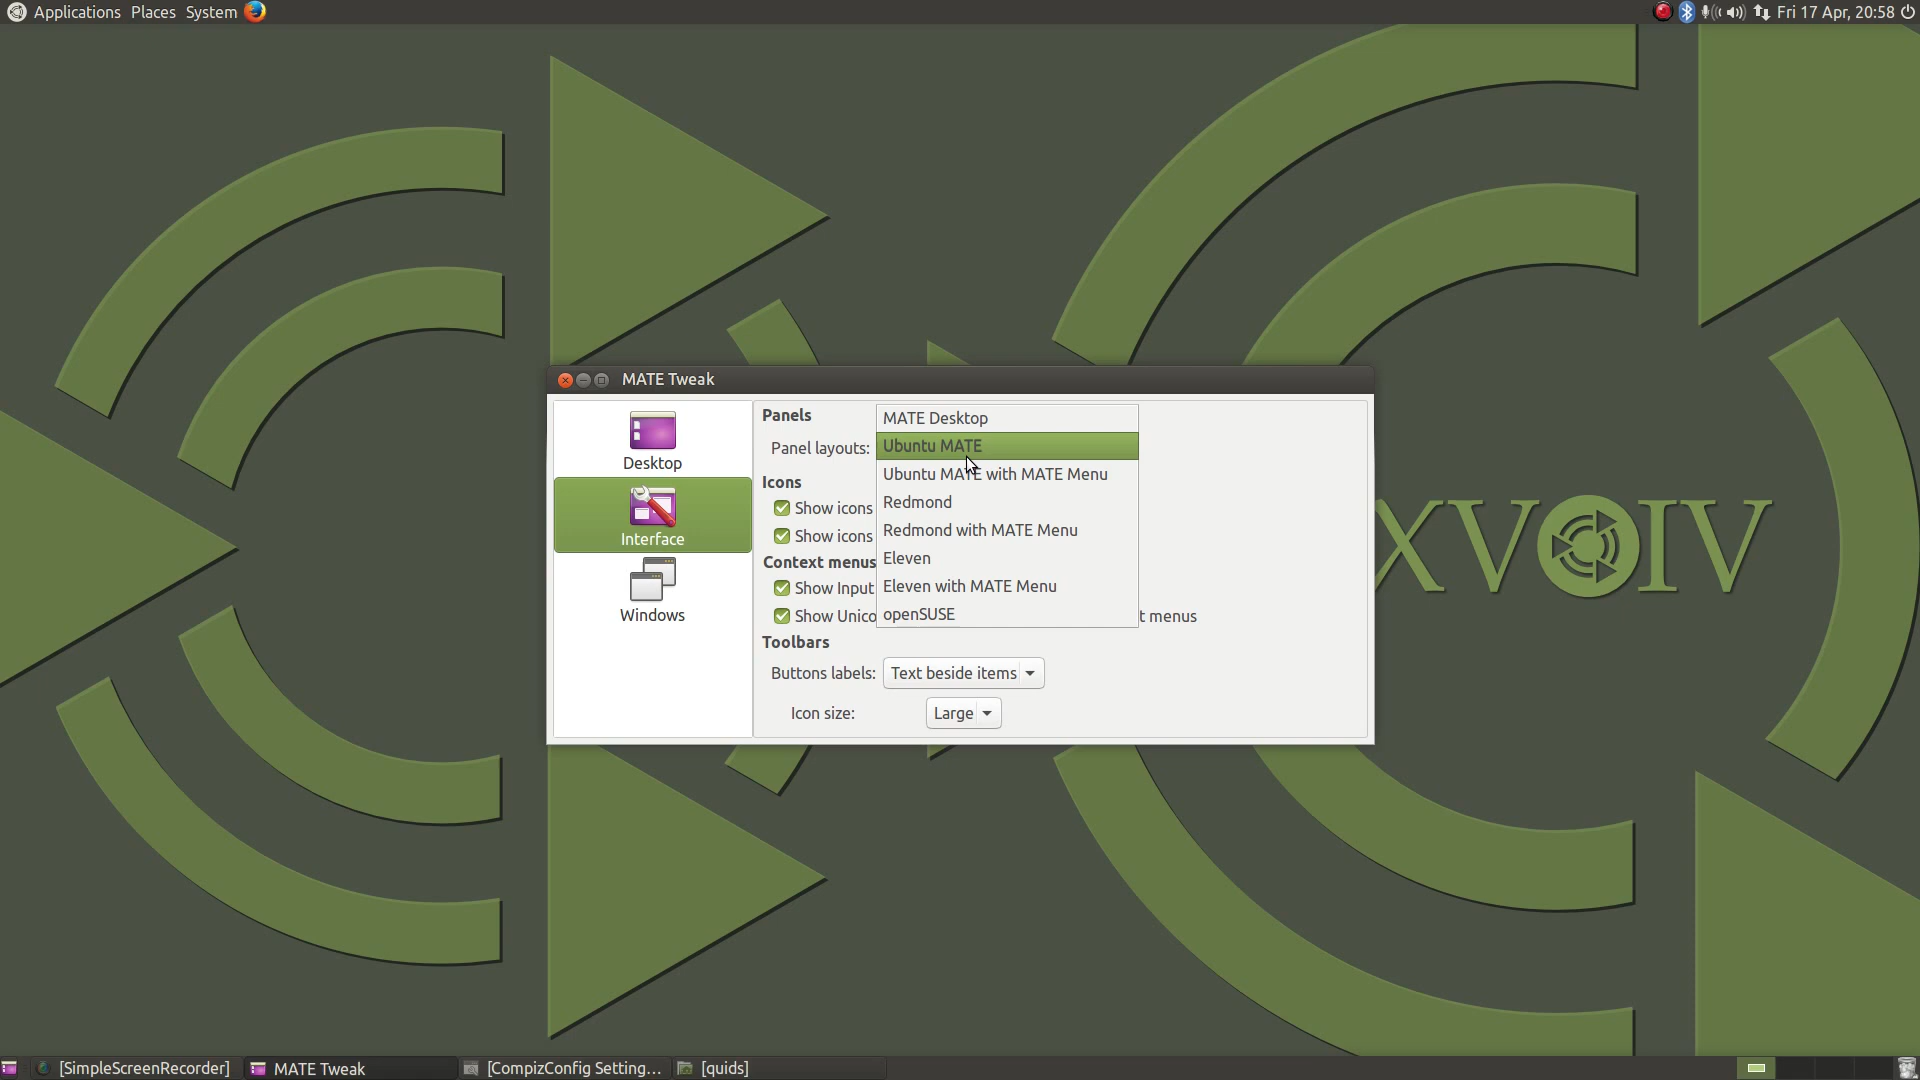 Applications Places System
Fri 17 Apr, 20:58
XVOIV
MATE Tweak
Desktop
Interface
Windows
Panels
Panel layouts:
MATE Desktop
Ubuntu MATE
Ubuntu MATE with MATE Menu
Redmond
Redmond with MATE Menu
Eleven
Eleven with MATE Menu
openSUSE
Icons
Show icons
Show icons
Context menus
Show Input
Show Unico
t menus
Toolbars
Buttons labels: Text beside items
Icon size: Large
[SimpleScreenRecorder] MATE Tweak [CompizConfig Setting... [quids]